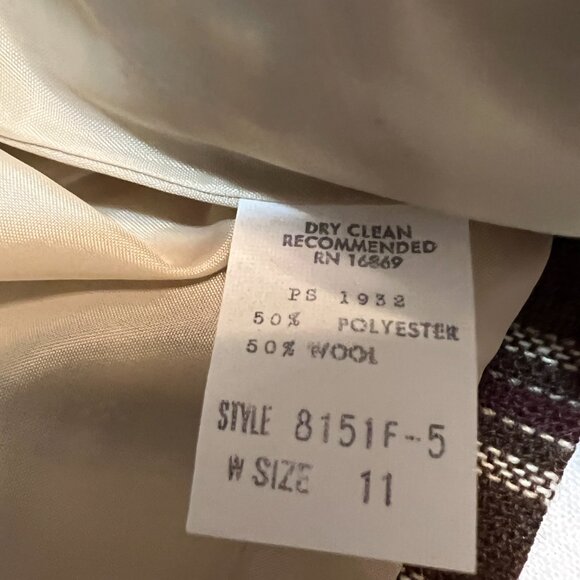 DRY CLEAN
RECOMMENDED
RN 16869
PS 1932
50% POLYESTER
50% WOOL
STYLE 8151F-5
W SIZE 11